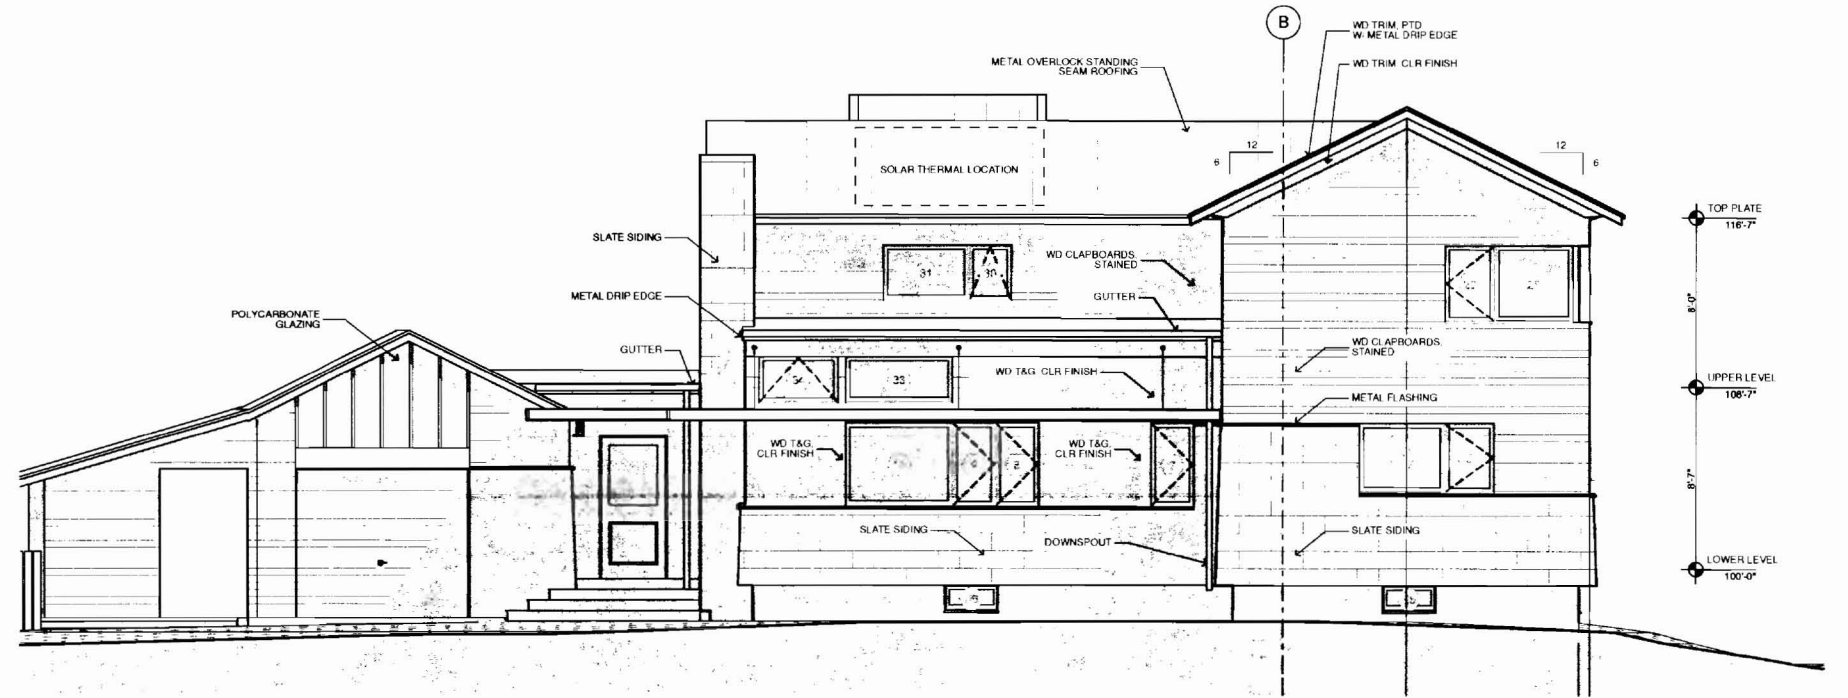 B
WD TRIM, PTD
W/ METAL DRIP EDGE
WD TRIM CLR FINISH
METAL OVERLOCK STANDING
SEAM ROOFING
12
6
12
6
SOLAR THERMAL LOCATION
TOP PLATE
116'-7"
SLATE SIDING
WD CLAPBOARDS,
STAINED
31
30
METAL DRIP EDGE
GUTTER
8'-0"
POLYCARBONATE
GLAZING
GUTTER
WD CLAPBOARDS,
STAINED
WD T&G CLR FINISH
33
UPPER LEVEL
108'-7"
METAL FLASHING
WD T&G,
CLR FINISH
WD T&G,
CLR FINISH
8'-7"
SLATE SIDING
DOWNSPOUT
SLATE SIDING
LOWER LEVEL
100'-0"